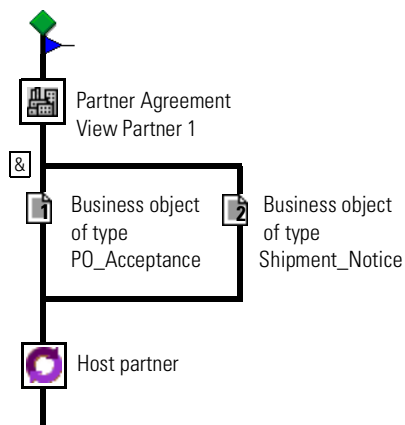 Partner Agreement
View Partner 1
&
1
Business object
of type
PO_Acceptance
2
Business object
of type
Shipment_Notice
Host partner